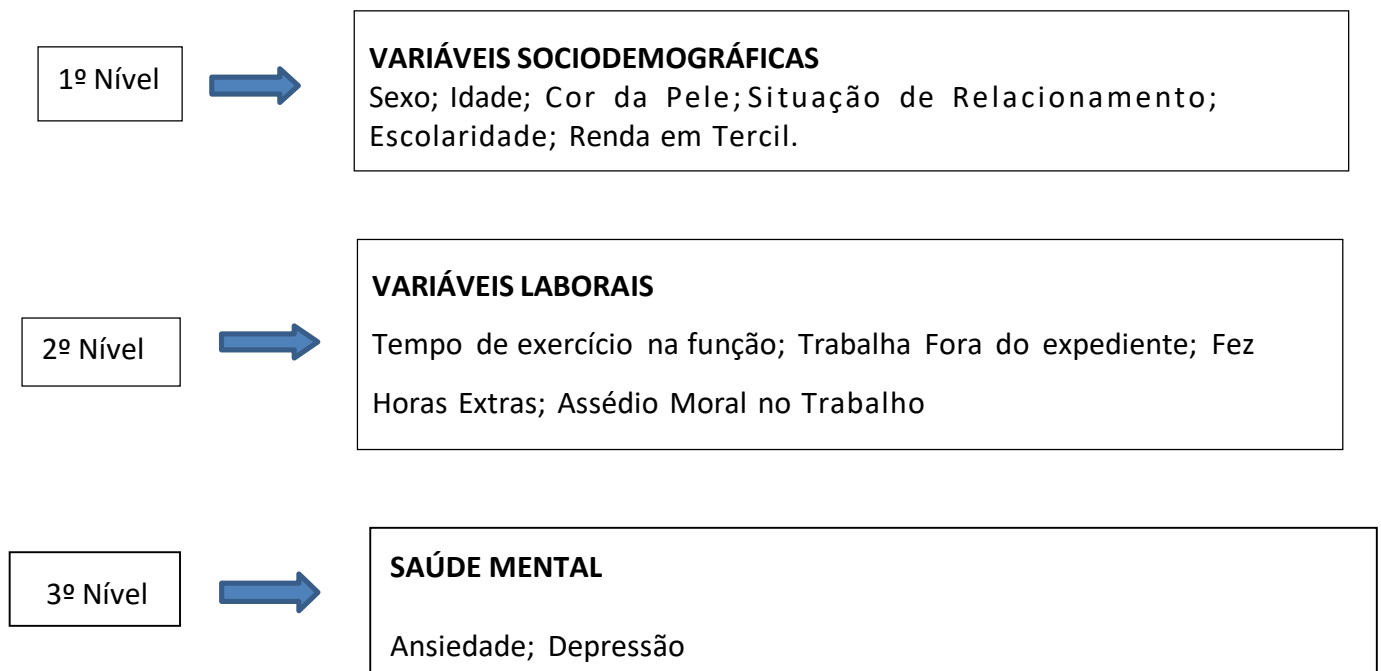 1º Nível
VARIÁVEIS SOCIODEMOGRÁFICAS
Sexo; Idade; Cor da Pele; Situação de Relacionamento;
Escolaridade; Renda em Tercil.
2º Nível
VARIÁVEIS LABORAIS
Tempo de exercício na função; Trabalha Fora do expediente; Fez
Horas Extras; Assédio Moral no Trabalho
3º Nível
SAÚDE MENTAL
Ansiedade; Depressão